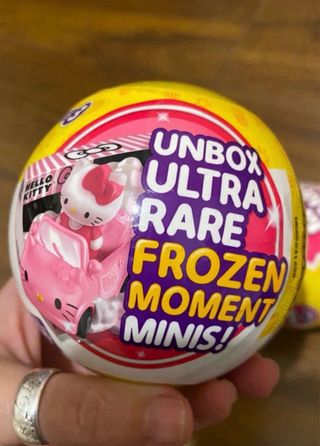 HELLO
KITTY
UNBOX
ULTRA
RARE
FROZEN
MOMENT
MINIS!